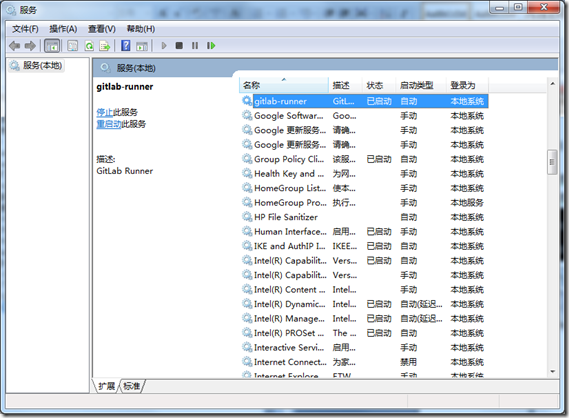 服务
文件(F) 操作(A) 查看(V) 帮助(H)
服务(本地)
服务(本地)
gitlab-runner
停止此服务
重启动此服务
描述:
GitLab Runner
名称 描述 状态 启动类型 登录为
gitlab-runner GitL... 已启动 自动 本地系统
Google Softwar... Goo... 手动 本地系统
Google 更新服务... 请确... 手动 本地系统
Google 更新服务... 请确... 手动 本地系统
Group Policy Cli... 该服... 已启动 自动 本地系统
Health Key and ... 为网... 手动 本地系统
HomeGroup List... 使本... 手动 本地系统
HomeGroup Pro... 执行... 手动 本地服务
HP File Sanitizer 自动 本地系统
Human Interface... 启用... 已启动 手动 本地系统
IKE and AuthIP I... IKEE... 已启动 自动 本地系统
Intel(R) Capabilit... Vers... 已启动 自动 本地系统
Intel(R) Capabilit... Vers... 手动 本地系统
Intel(R) Content ... Intel... 手动 本地系统
Intel(R) Dynamic... Intel... 已启动 自动(延迟... 本地系统
Intel(R) Manage... Intel... 已启动 自动(延迟... 本地系统
Intel(R) PROSet ... The ... 已启动 自动 本地系统
Interactive Servi... 启用... 手动 本地系统
Internet Connect... 为家... 禁用 本地系统
Internet Explore... ETW... 手动 本地系统
扩展 标准